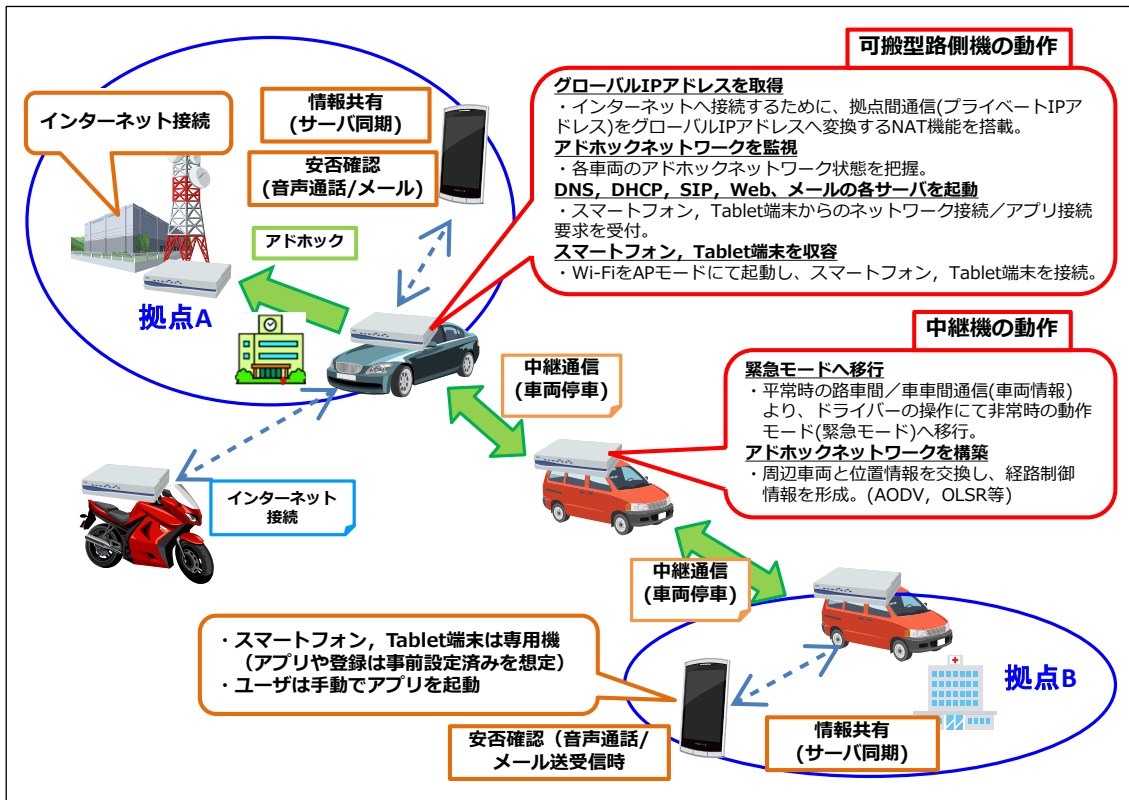 可搬型路側機の動作
グローバルIPアドレスを取得
・インターネットへ接続するために、拠点間通信(プライベートIPア
ドレス)をグローバルIPアドレスへ変換するNAT機能を搭載。
アドホックネットワークを監視
・各車両のアドホックネットワーク状態を把握。
DNS，DHCP，SIP，Web、メールの各サーバを起動
・スマートフォン，Tablet端末からのネットワーク接続／アプリ接続
要求を受付。
スマートフォン，Tablet端末を収容
・Wi-FiをAPモードにて起動し、スマートフォン，Tablet端末を接続。
インターネット接続
情報共有
(サーバ同期)
安否確認
(音声通話/メール)
アドホック
拠点A
中継通信
(車両停車)
中継機の動作
緊急モードへ移行
・平常時の路車間／車車間通信(車両情報)
より、ドライバーの操作にて非常時の動作
モード(緊急モード)へ移行。
アドホックネットワークを構築
・周辺車両と位置情報を交換し、経路制御
情報を形成。(AODV，OLSR等)
インターネット
接続
中継通信
(車両停車)
・スマートフォン，Tablet端末は専用機
（アプリや登録は事前設定済みを想定）
・ユーザは手動でアプリを起動
拠点B
安否確認（音声通話/
メール送受信時
情報共有
(サーバ同期)